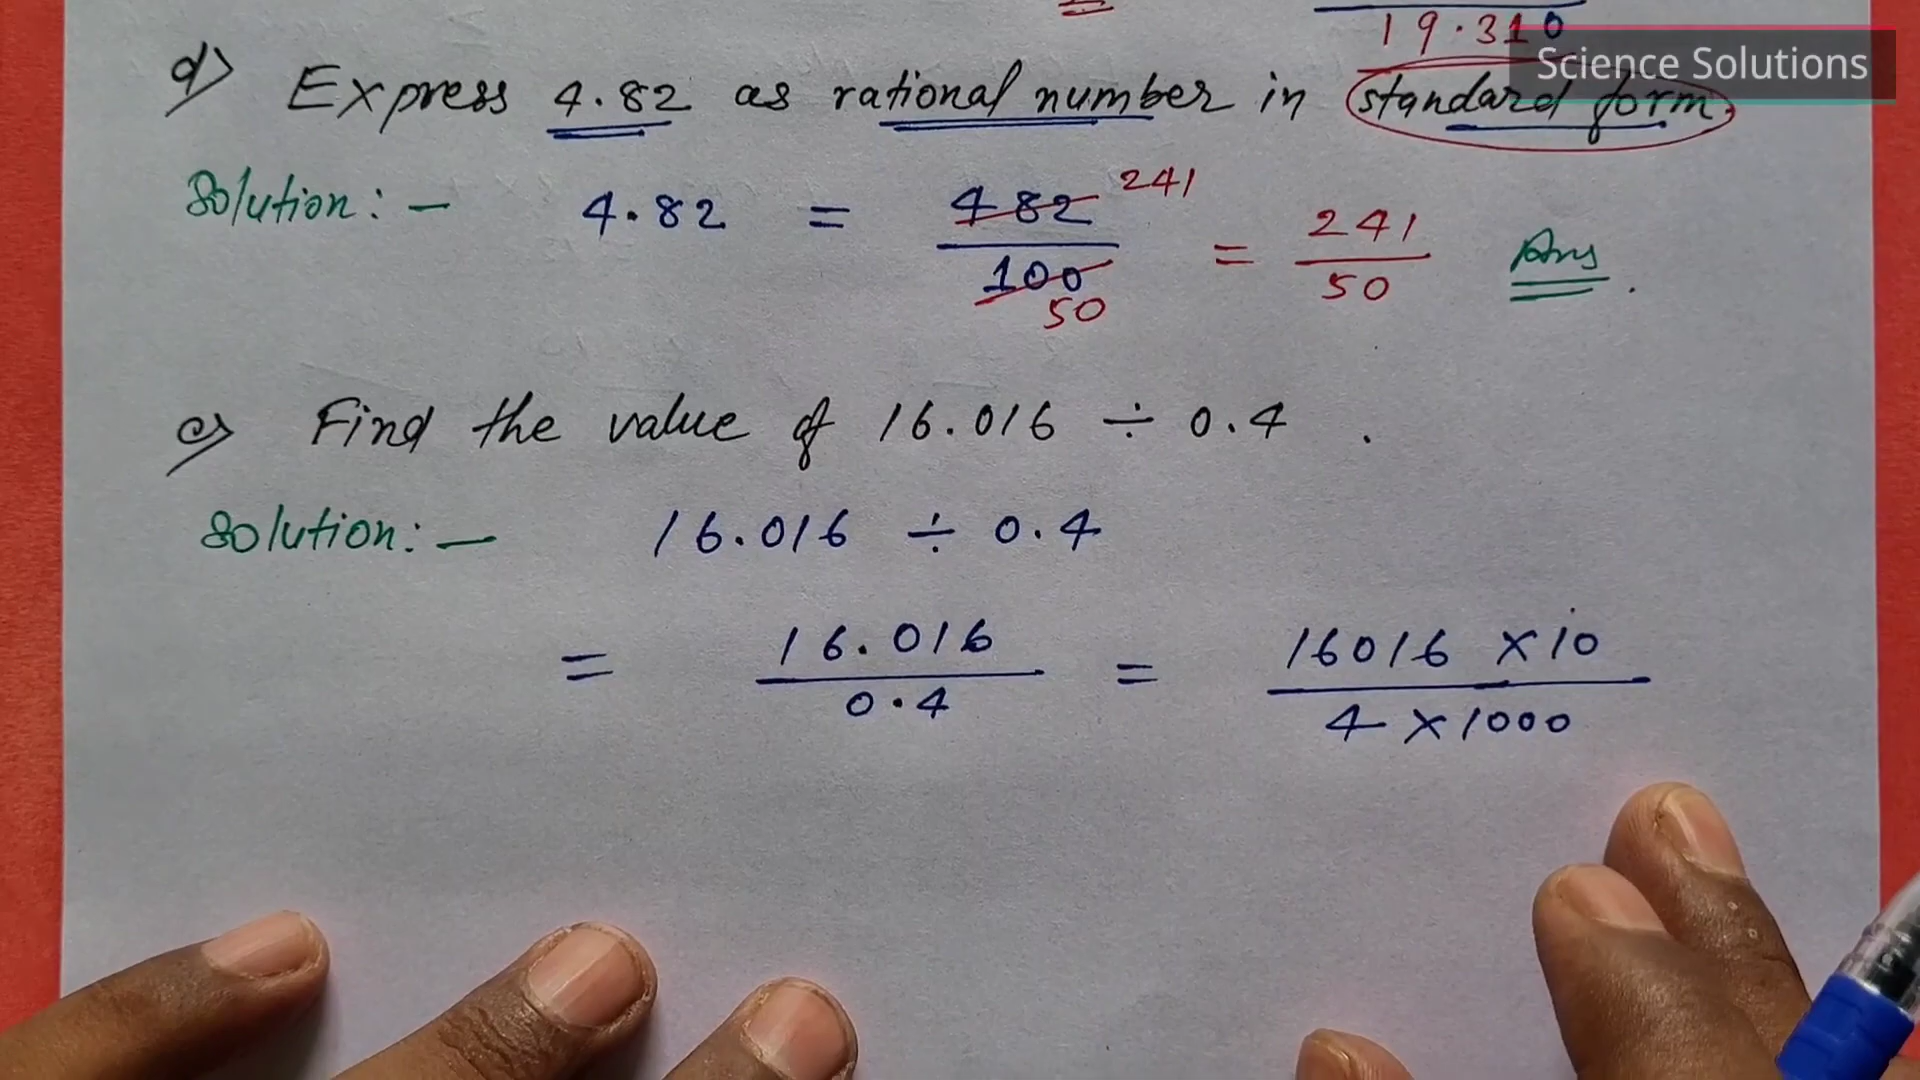 19.310
Science Solutions
d) Express 4.82 as rational number in standard form.
Solution:- 4.82 = 482/100 241 50 = 241/50 Ans.
e) Find the value of 16.016 ÷ 0.4 .
Solution:- 16.016 ÷ 0.4
= 16.016/0.4 = 16016 × 10/4 × 1000